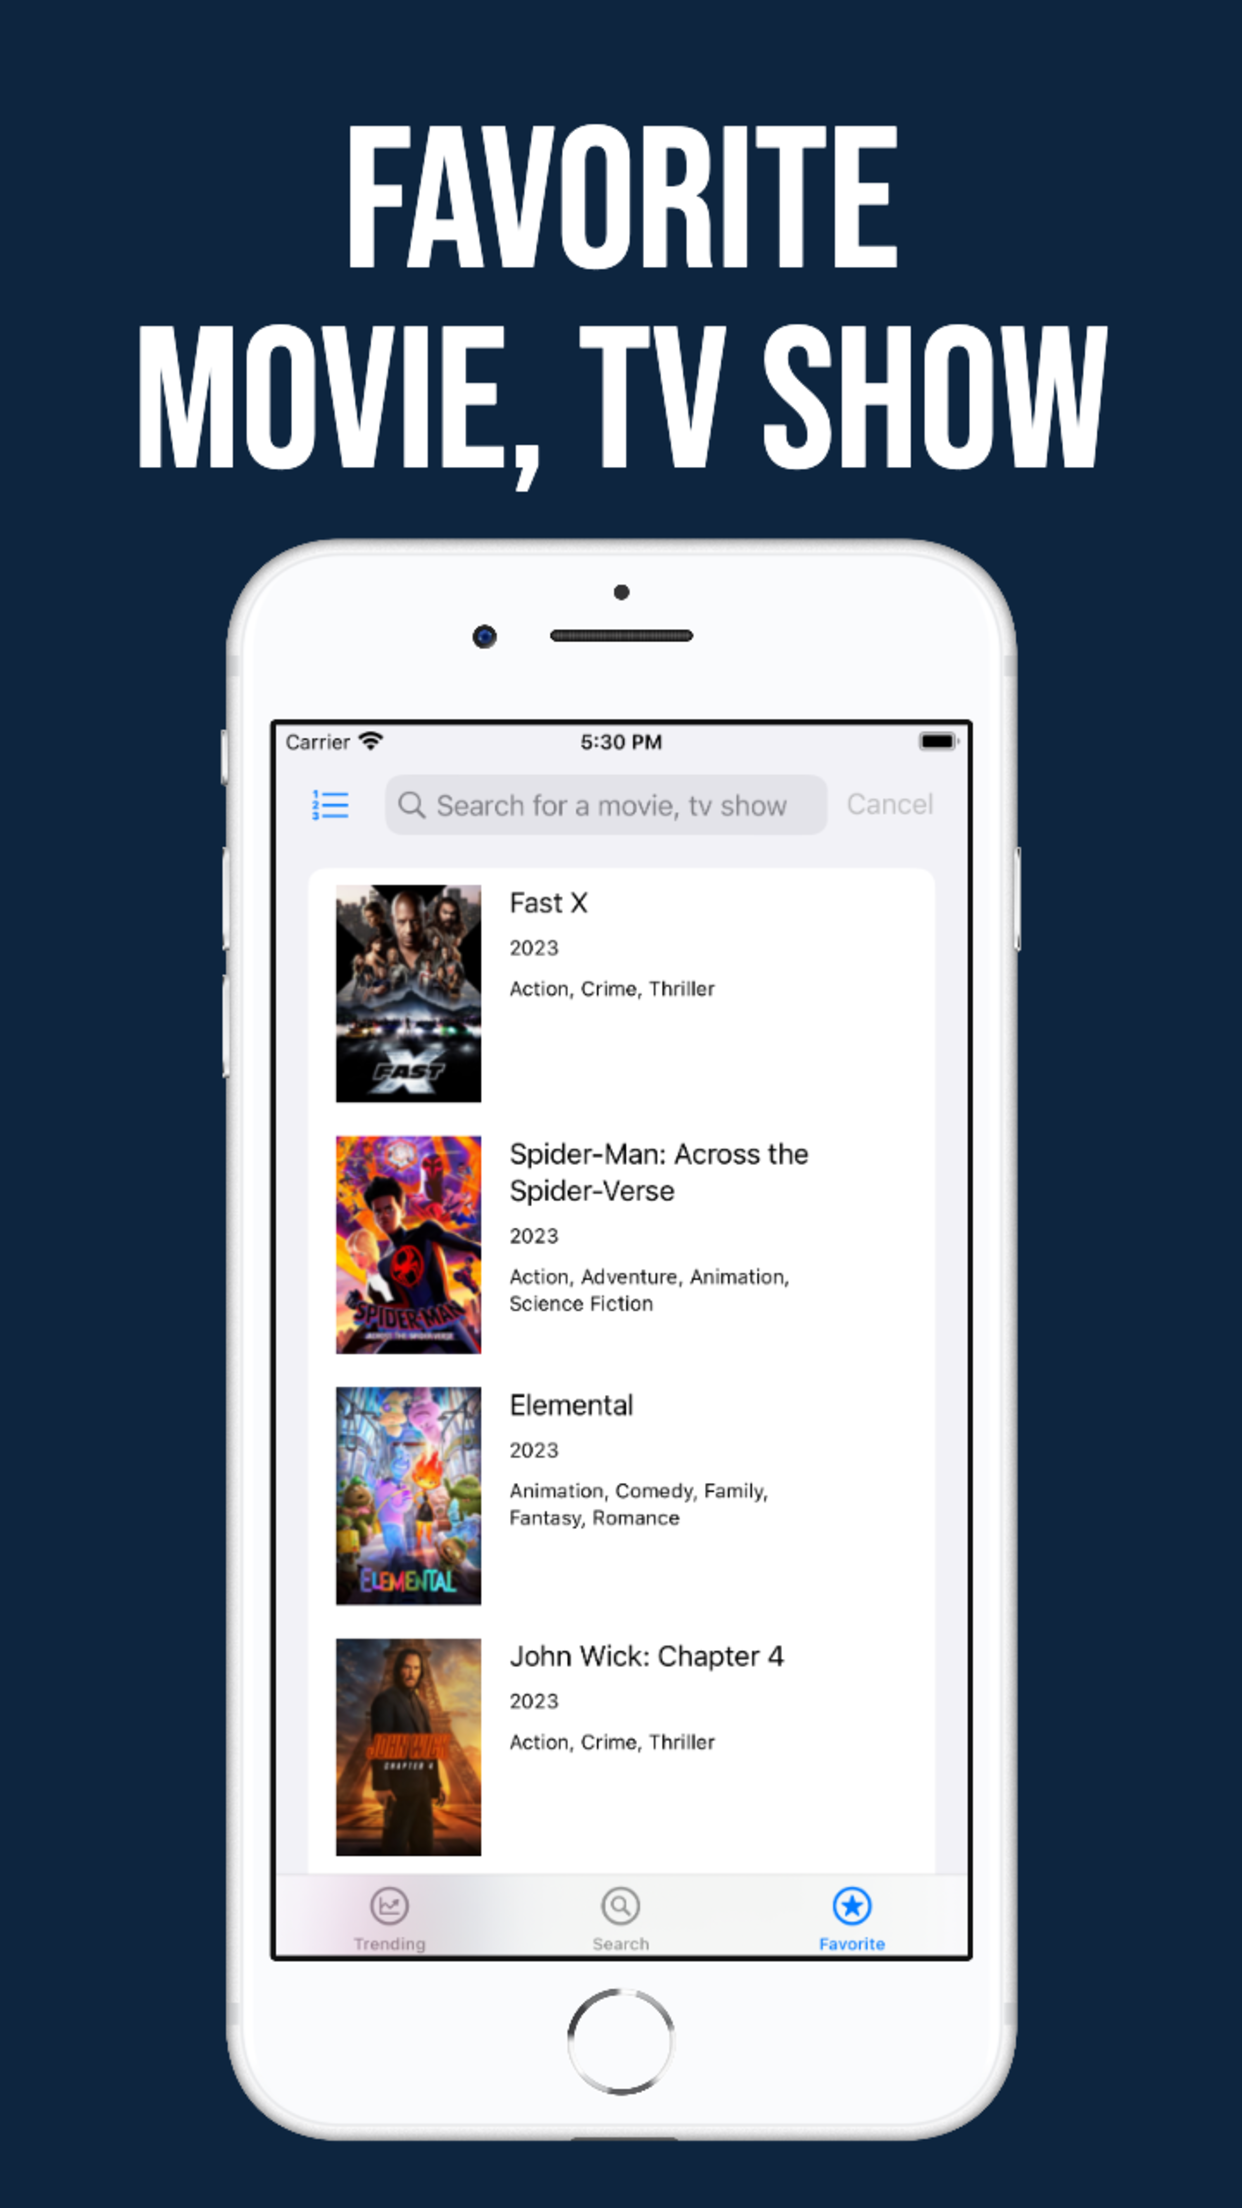 FAVORITE
MOVIE, TV SHOW
Carrier 5:30 PM
1
2
3
Search for a movie, tv show Cancel
Fast X
2023
Action, Crime, Thriller
FAST
X
Spider-Man: Across the
Spider-Verse
2023
Action, Adventure, Animation,
Science Fiction
SPIDER-MAN
ACROSS THE SPIDER-VERSE
Elemental
2023
Animation, Comedy, Family,
Fantasy, Romance
ELEMENTAL
John Wick: Chapter 4
2023
Action, Crime, Thriller
JOHN WICK
CHAPTER 4
Trending Search Favorite